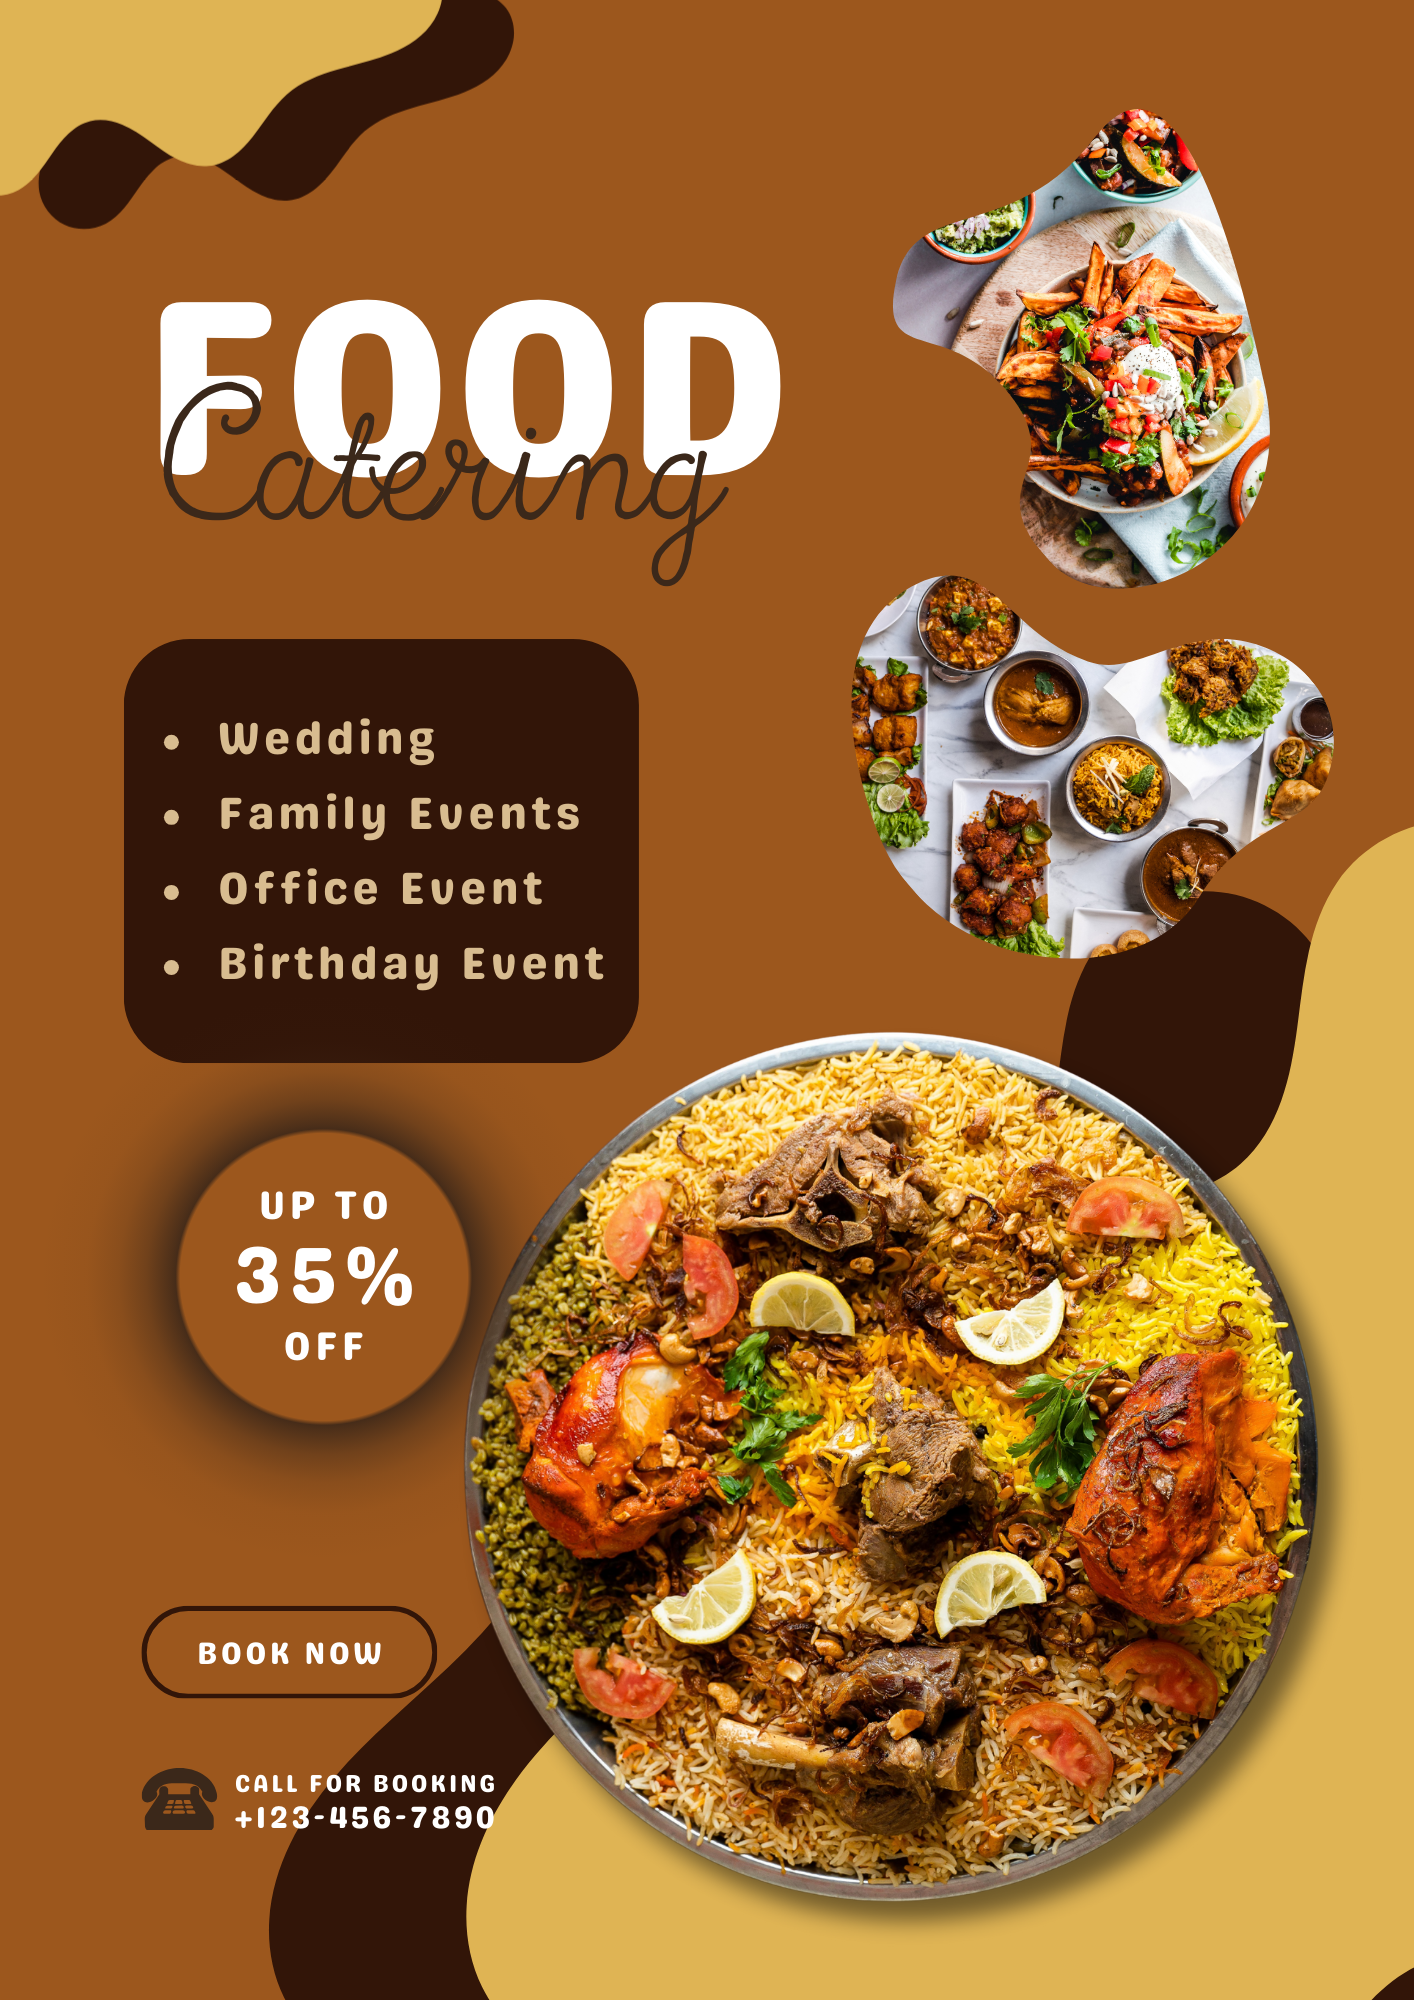 FOOD
Catering
• Wedding
• Family Events
• Office Event
• Birthday Event
UP TO
35%
OFF
BOOK NOW
CALL FOR BOOKING
+123-456-7890